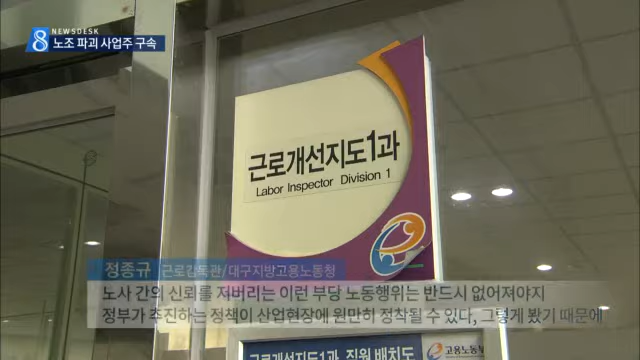 8 NEWSDESK
노조 파괴 사업주 구속
근로개선지도1과
Labor Inspector Division 1
정종규 근로감독관/대구지방고용노동청
노사 간의 신뢰를 저버리는 이런 부당 노동행위는 반드시 없어져야지
정부가 추진하는 정책이 산업현장에 원만히 정착될 수 있다, 그렇게 봤기 때문에
근로개선지도1과 직원 배치도
고용노동부